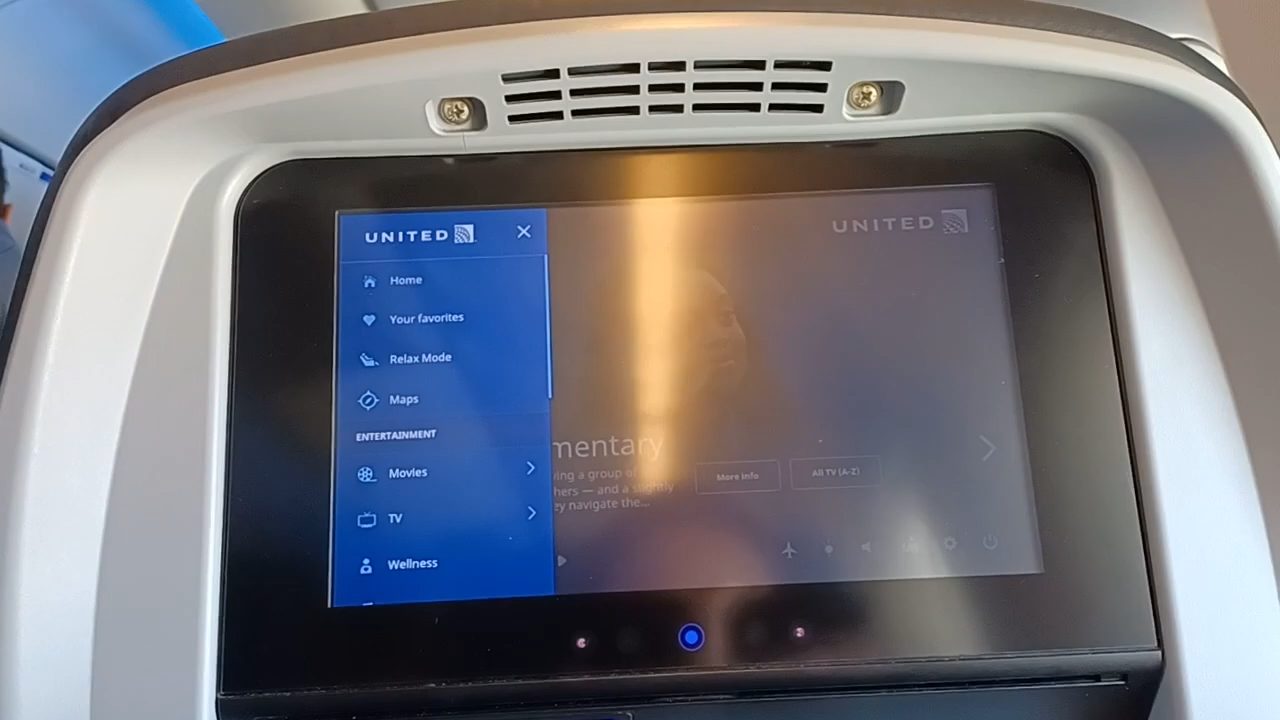 UNITED
Home
Your favorites
Relax Mode
Maps
ENTERTAINMENT
Movies
TV
Wellness
UNITED
mentary
ing a group of
hers — and a slightly
ey navigate the...
More Info
All TV (A-Z)